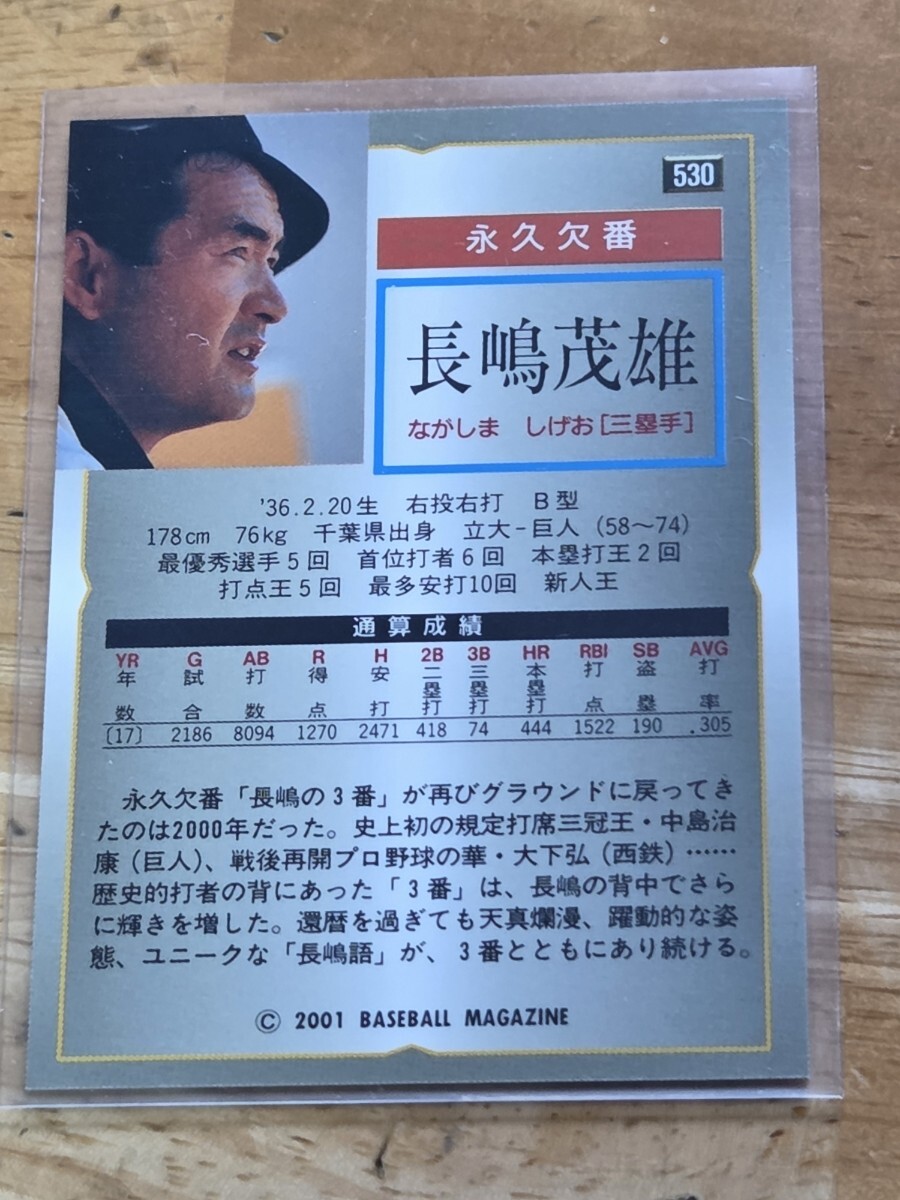 530
永久欠番
長嶋茂雄
ながしま しげお［三塁手］
'36.2.20生 右投右打 B型
178cm 76kg 千葉県出身 立大−巨人（58〜74）
最優秀選手5回 首位打者6回 本塁打王2回
打点王5回 最多安打10回 新人王
通算成績
YR G AB R H 2B 3B HR RBI SB AVG
年数 試合 打数 得点 安打 二塁打 三塁打 本塁打 打点 盗塁 打率
〔17〕 2186 8094 1270 2471 418 74 444 1522 190 .305
永久欠番「長嶋の3番」が再びグラウンドに戻ってき
たのは2000年だった。史上初の規定打席三冠王・中島治
康（巨人）、戦後再開プロ野球の華・大下弘（西鉄）……
歴史的打者の背にあった「3番」は、長嶋の背中でさら
に輝きを増した。還暦を過ぎても天真爛漫、躍動的な姿
態、ユニークな「長嶋語」が、3番とともにあり続ける。
© 2001 BASEBALL MAGAZINE